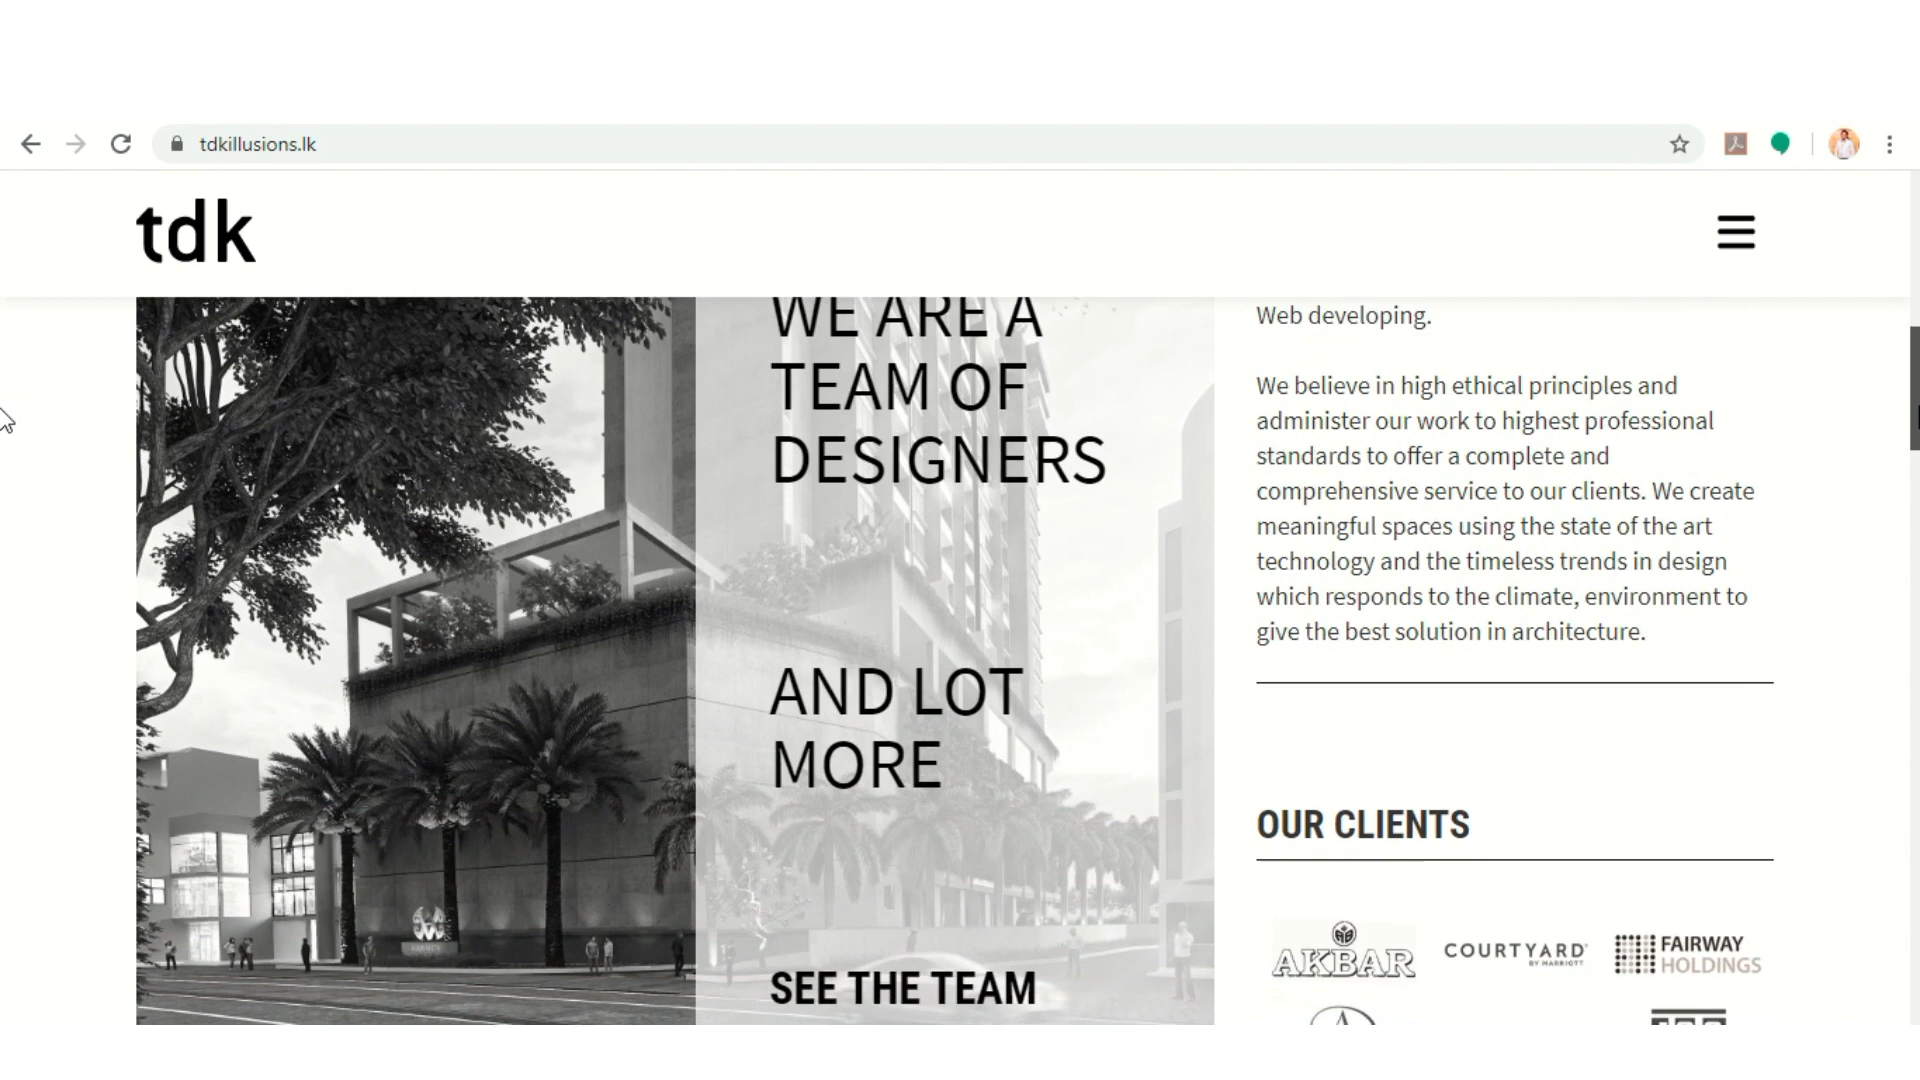 tdkillusions.lk
tdk
WE ARE A
TEAM OF
DESIGNERS
AND LOT
MORE
SEE THE TEAM
Web developing.
We believe in high ethical principles and
administer our work to highest professional
standards to offer a complete and
comprehensive service to our clients. We create
meaningful spaces using the state of the art
technology and the timeless trends in design
which responds to the climate, environment to
give the best solution in architecture.
OUR CLIENTS
AKBAR
COURTYARD
BY MARRIOTT
FAIRWAY
HOLDINGS